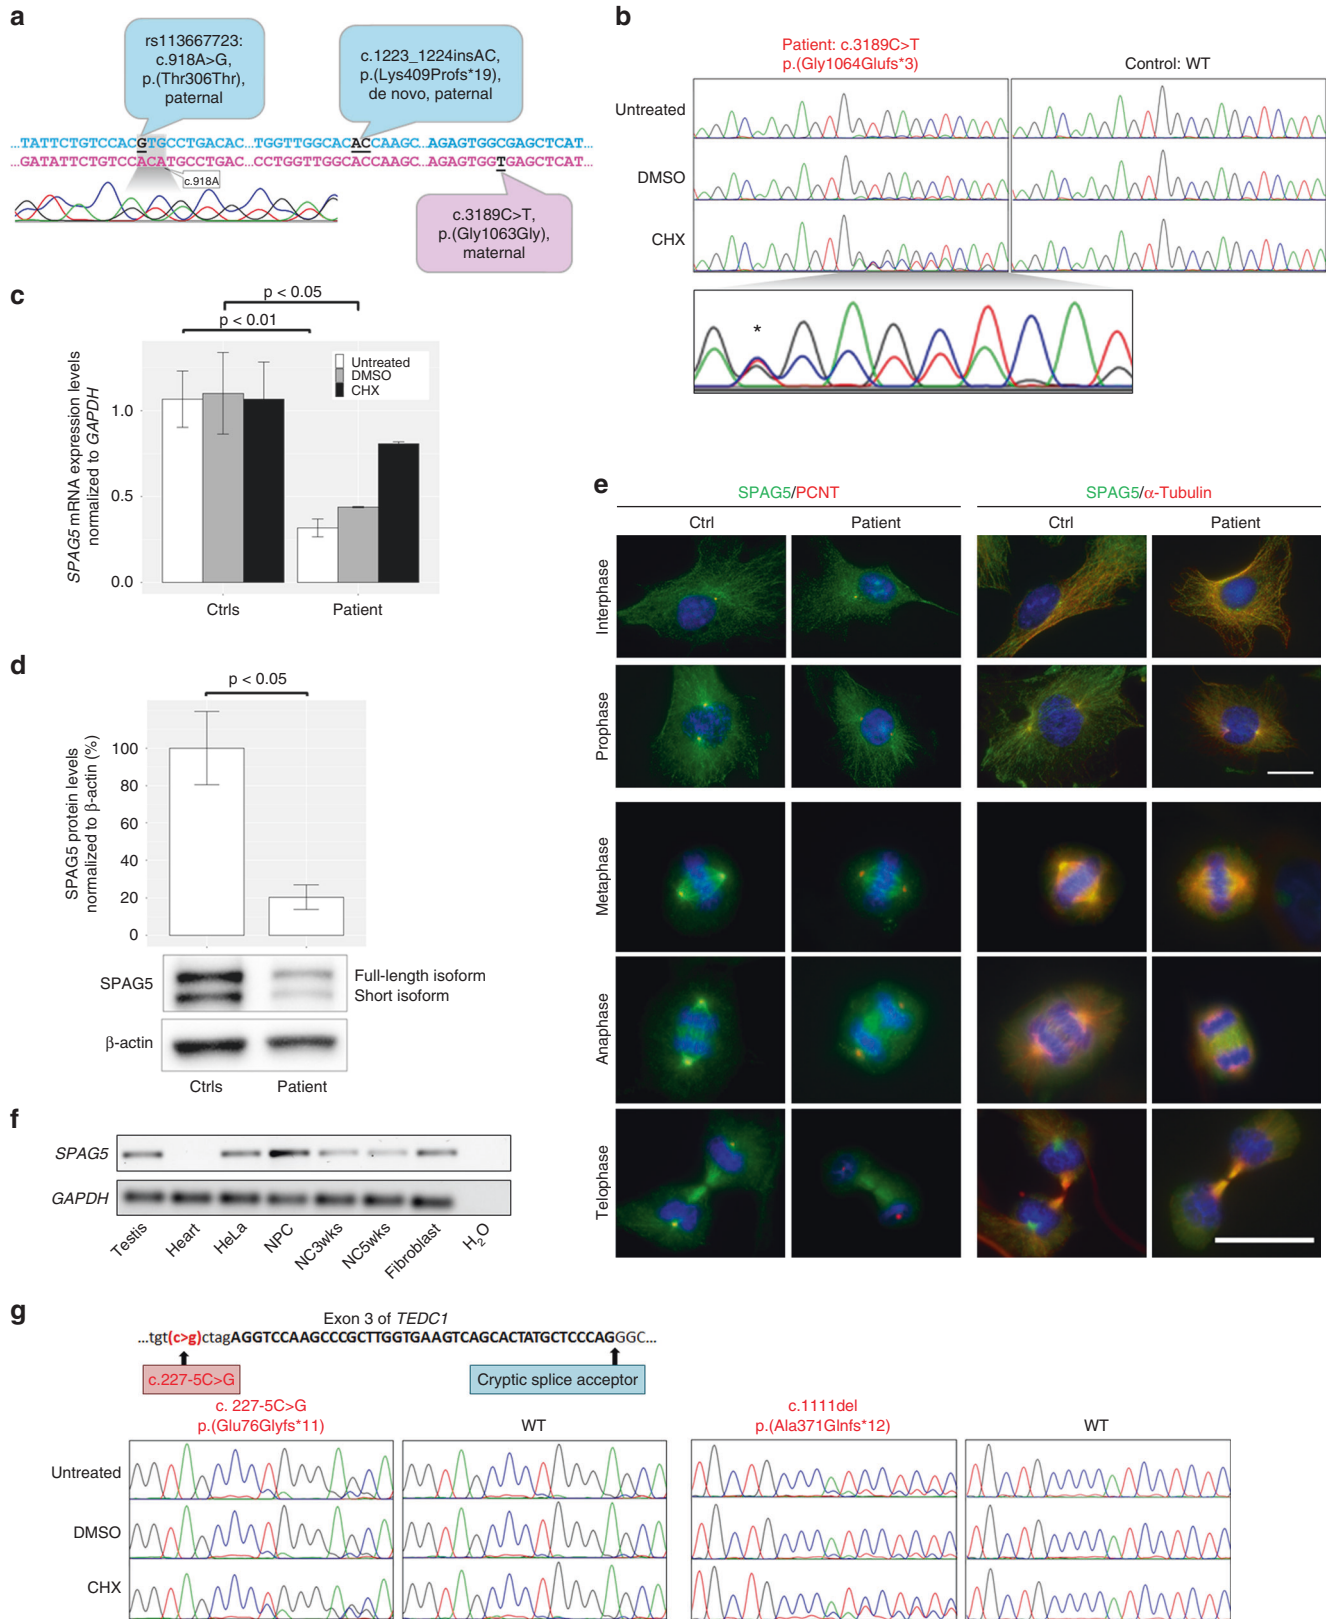 a
rs113667723:
c.918A>G,
p.(Thr306Thr),
paternal
c.1223_1224insAC,
p.(Lys409Profs*19),
de novo, paternal
...TATTCTGTCCACGTGCCTGACAC...TGGTTGGCACACCAAGC...AGAGTGGCGAGCTCAT...
...GATATTCTGTCCACATGCCTGAC...CCTGGTTGGCACCAAGC...AGAGTGGTGAGCTCAT...
c.918A
c.3189C>T,
p.(Gly1063Gly),
maternal
b
Patient: c.3189C>T
p.(Gly1064Glufs*3)
Control: WT
Untreated
DMSO
CHX
*
c
p < 0.05
p < 0.01
Untreated
DMSO
CHX
SPAG5 mRNA expression levels
normalized to GAPDH
1.0
0.5
0.0
Ctrls
Patient
d
p < 0.05
SPAG5 protein levels
normalized to β-actin (%)
100
80
60
40
20
0
SPAG5
Full-length isoform
Short isoform
β-actin
Ctrls
Patient
e
SPAG5/PCNT
SPAG5/α-Tubulin
Ctrl
Patient
Ctrl
Patient
Interphase
Prophase
Metaphase
Anaphase
Telophase
f
SPAG5
GAPDH
Testis
Heart
HeLa
NPC
NC3wks
NC5wks
Fibroblast
H2O
g
Exon 3 of TEDC1
...tgt(c>g)ctagAGGTCCAAGCCCGCTTGGTGAAGTCAGCACTATGCTCCCAGGGC...
c.227-5C>G
Cryptic splice acceptor
c. 227-5C>G
p.(Glu76Glyfs*11)
WT
c.1111del
p.(Ala371Glnfs*12)
WT
Untreated
DMSO
CHX